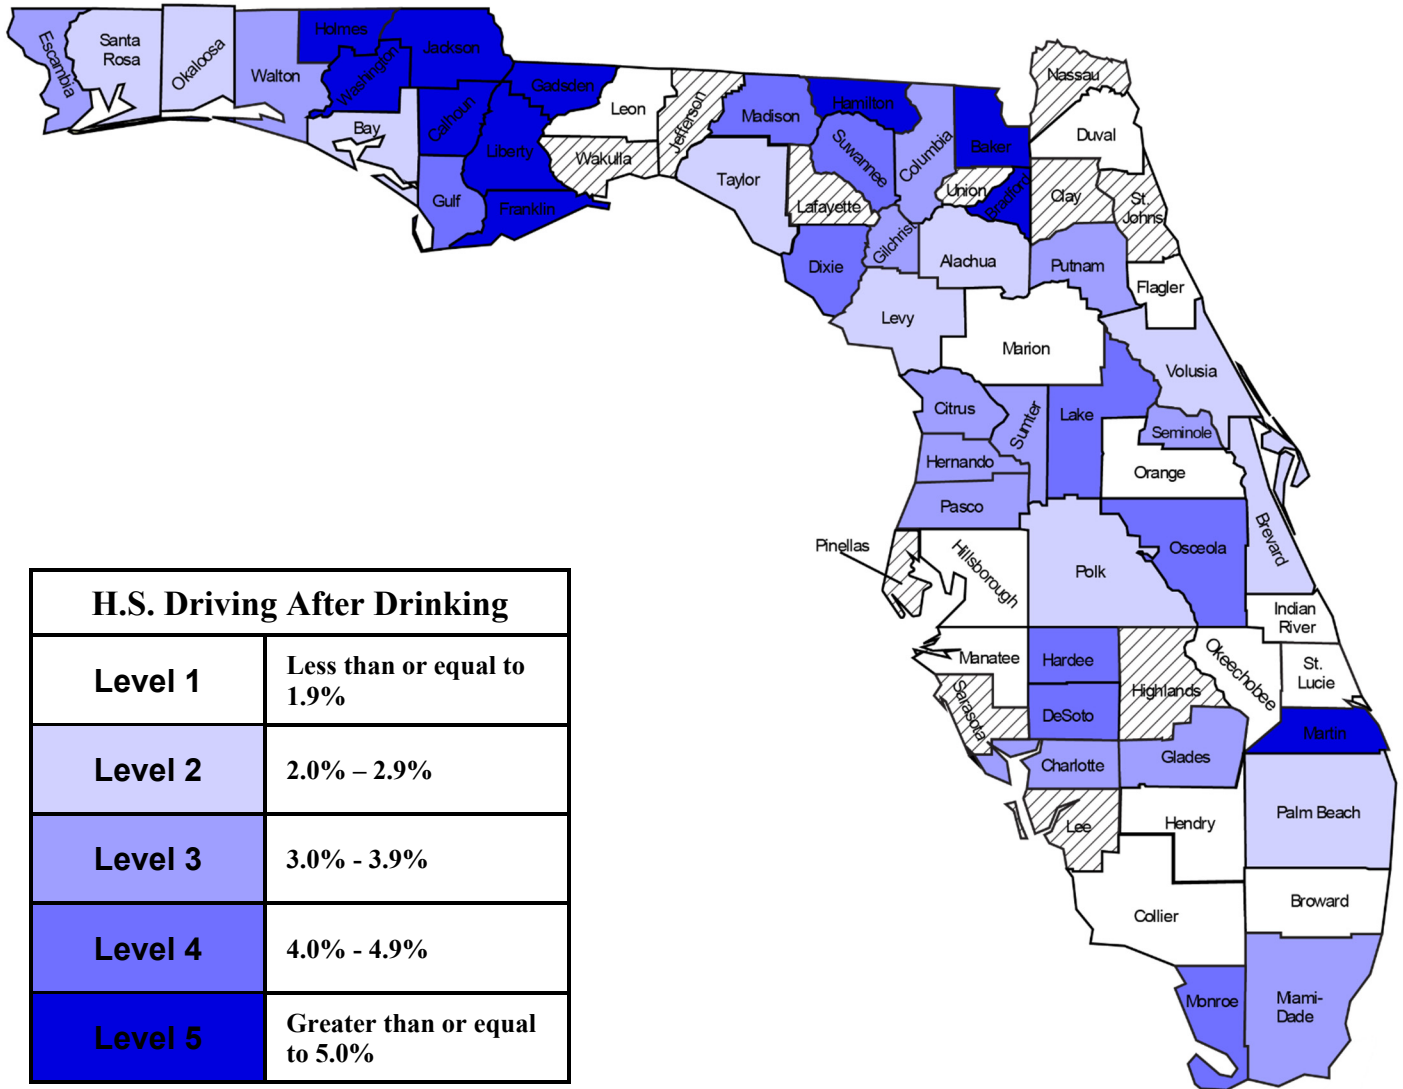 Escambia
Santa
Rosa
Okaloosa
Walton
Holmes
Washington
Jackson
Bay
Calhoun
Gulf
Liberty
Gadsden
Franklin
Leon
Wakulla
Jefferson
Madison
Taylor
Hamilton
Suwannee
Lafayette
Dixie
Columbia
Gilchrist
Baker
Union
Bradford
Alachua
Levy
Nassau
Duval
Clay
St.
Johns
Putnam
Flagler
Marion
Volusia
Citrus
Sumter
Lake
Seminole
Hernando
Orange
Pasco
Pinellas
Hillsborough
Polk
Osceola
Brevard
Indian
River
Manatee
Hardee
Highlands
Okeechobee
St.
Lucie
Sarasota
DeSoto
Martin
Charlotte
Glades
Lee
Hendry
Palm Beach
Collier
Broward
Monroe
Miami-
Dade
H.S. Driving After Drinking
Level 1
Less than or equal to
1.9%
Level 2
2.0% – 2.9%
Level 3
3.0% - 3.9%
Level 4
4.0% - 4.9%
Level 5
Greater than or equal
to 5.0%